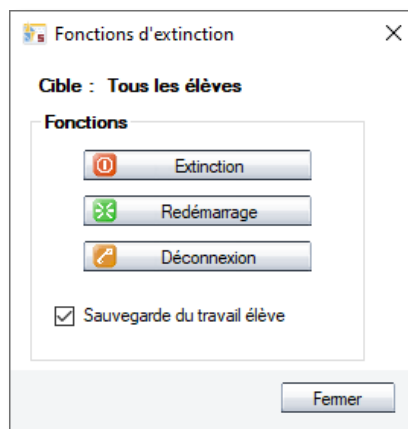 Fonctions d'extinction
Cible : Tous les élèves
Fonctions
Extinction
Redémarrage
Déconnexion
Sauvegarde du travail élève
Fermer